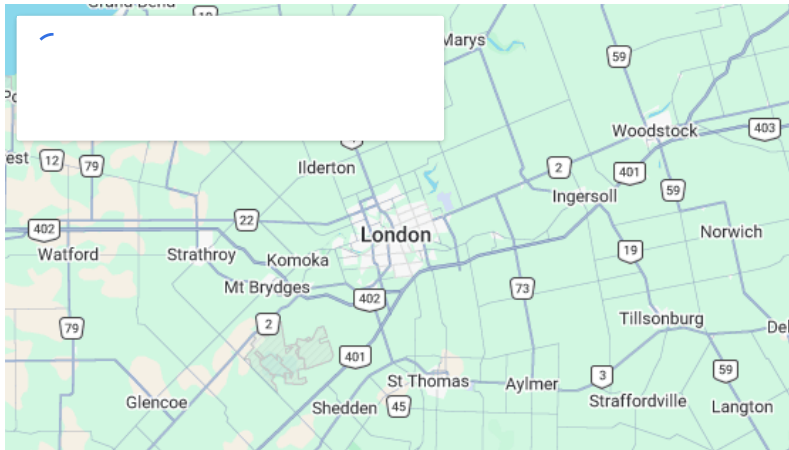 Grand Bend
Marys
59
Woodstock
403
est
12
79
Ilderton
2
401
59
Ingersoll
22
402
London
Norwich
Watford
Strathroy
Komoka
19
Mt Brydges
402
73
79
2
Tillsonburg
De
401
St Thomas
Aylmer
3
59
Glencoe
Shedden
45
Straffordville
Langton